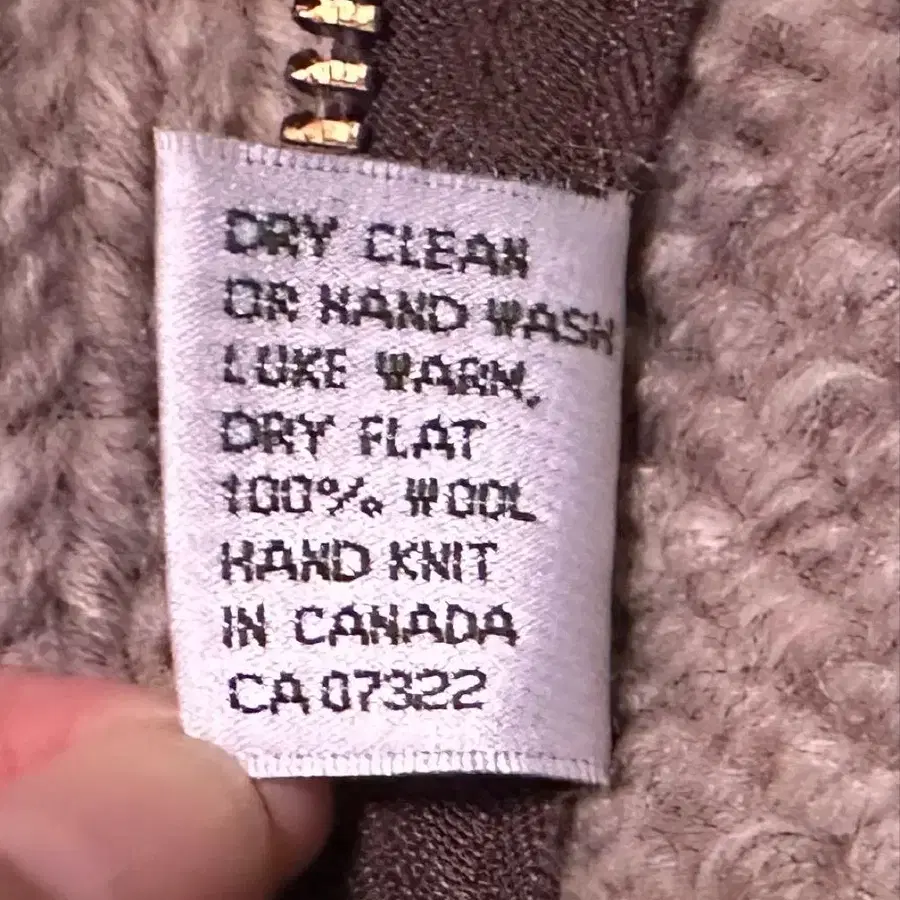 DRY CLEAN
OR HAND WASH
LUKE WARM,
DRY FLAT
100% WOOL
HAND KNIT
IN CANADA
CA 07322